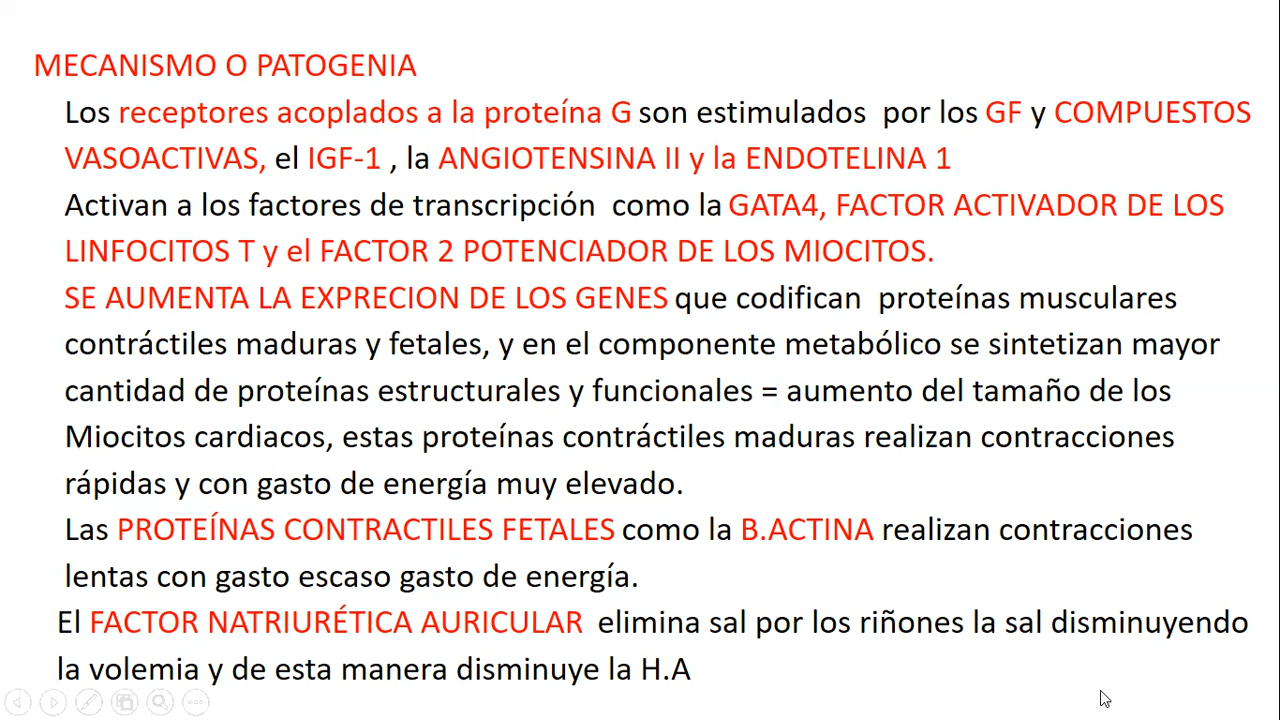 MECANISMO O PATOGENIA
Los receptores acoplados a la proteína G son estimulados por los GF y COMPUESTOS
VASOACTIVAS, el IGF-1 , la ANGIOTENSINA II y la ENDOTELINA 1
Activan a los factores de transcripción como la GATA4, FACTOR ACTIVADOR DE LOS
LINFOCITOS T y el FACTOR 2 POTENCIADOR DE LOS MIOCITOS.
SE AUMENTA LA EXPRECION DE LOS GENES que codifican proteínas musculares
contráctiles maduras y fetales, y en el componente metabólico se sintetizan mayor
cantidad de proteínas estructurales y funcionales = aumento del tamaño de los
Miocitos cardiacos, estas proteínas contráctiles maduras realizan contracciones
rápidas y con gasto de energía muy elevado.
Las PROTEÍNAS CONTRACTILES FETALES como la B.ACTINA realizan contracciones
lentas con gasto escaso gasto de energía.
El FACTOR NATRIURÉTICA AURICULAR elimina sal por los riñones la sal disminuyendo
la volemia y de esta manera disminuye la H.A